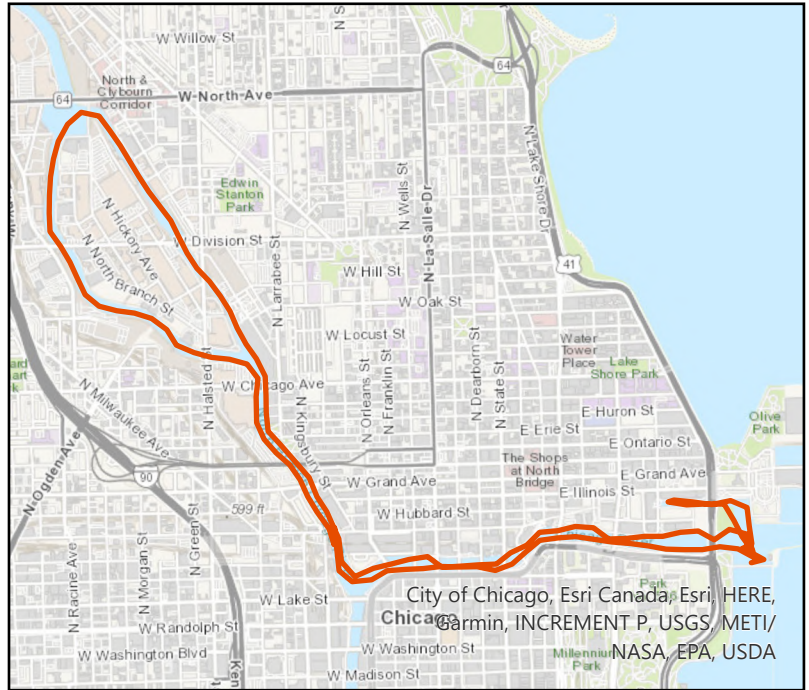 W Willow St
N S
64
North &
Clybourn
Corridor
64
W North Ave
N Lake Shore Dr
Edwin
Stanton
Park
N Wells St
N La Salle Dr
N Hickory Ave
W Division St
N North Branch St
N Larrabee St
W Hill St
41
W Oak St
Water
Tower
Place
Lake
Shore Park
W Locust St
N Orleans St
N Franklin St
N Dearborn St
N State St
N Halsted St
W Chicago Ave
N Milwaukee Ave
N Kingsbury St
E Huron St
Olive
Park
E Erie St
E Ontario St
The Shops
at North
Bridge
E Grand Ave
N Ogden Ave
90
W Grand Ave
E Illinois St
599 ft
W Hubbard St
N Racine Ave
N Morgan St
N Green St
W Lake St
Chicago
Park
W Randolph St
W Washington Blvd
W Washington St
Millennium
Park
W Madison St
City of Chicago, Esri Canada, Esri, HERE,
Garmin, INCREMENT P, USGS, METI/
NASA, EPA, USDA